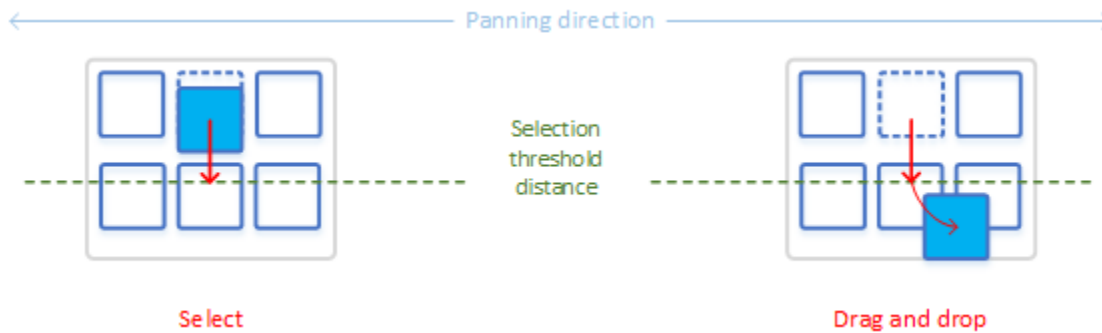 Panning direction
Selection
threshold
distance
Select
Drag and drop